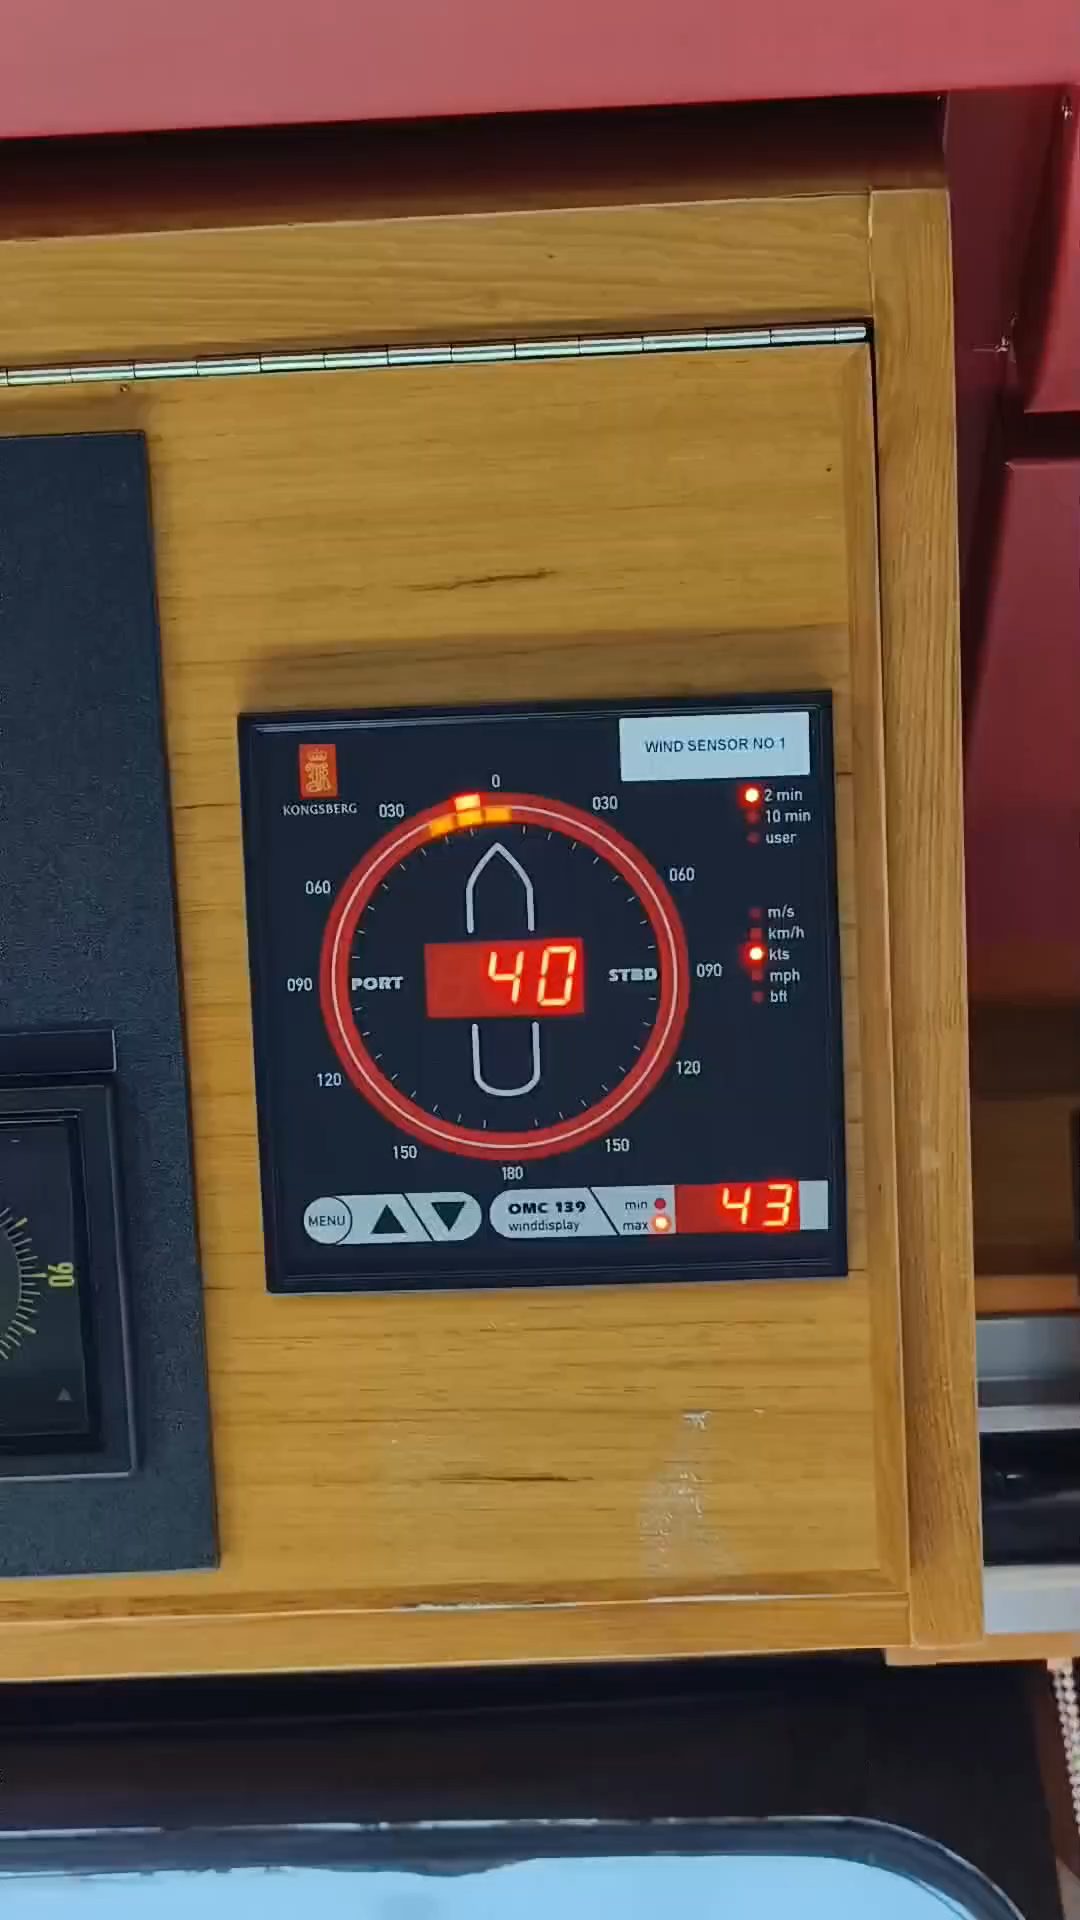 WIND SENSOR NO 1
KONGSBERG
0
030
030
060
060
090
090
120
120
150
150
180
PORT
STBD
40
2 min
10 min
user
m/s
km/h
kts
mph
bft
MENU
OMC 139
winddisplay
min
max
43
90